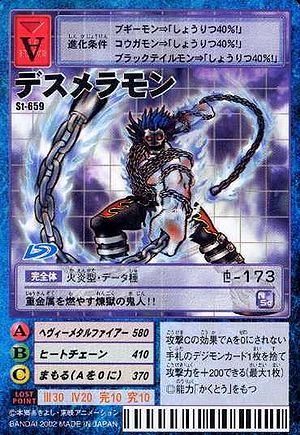 A
進化条件
ブギーモン⇒「しょうりつ40%!」
コウガモン⇒「しょうりつ40%!」
ブラックテイルモン⇒「しょうりつ40%!」
デスメラモン
St-659
完全体
火炎型・データ種
世-173
重金属を燃やす煉獄の鬼人!!
A ヘヴィーメタルファイアー 580
B ヒートチェーン 410
C まもる(Aを0に) 370
攻撃Cの効果でAを0にされない
手札のデジモンカード1枚を捨て
攻撃力を+200できる(最大1枚)
能力「かくとう」をもつ
LOST POINT
Ⅲ30 Ⅳ20 完10 究10
©本郷あきよし・東映アニメーション
BANDAI 2002 MADE IN JAPAN